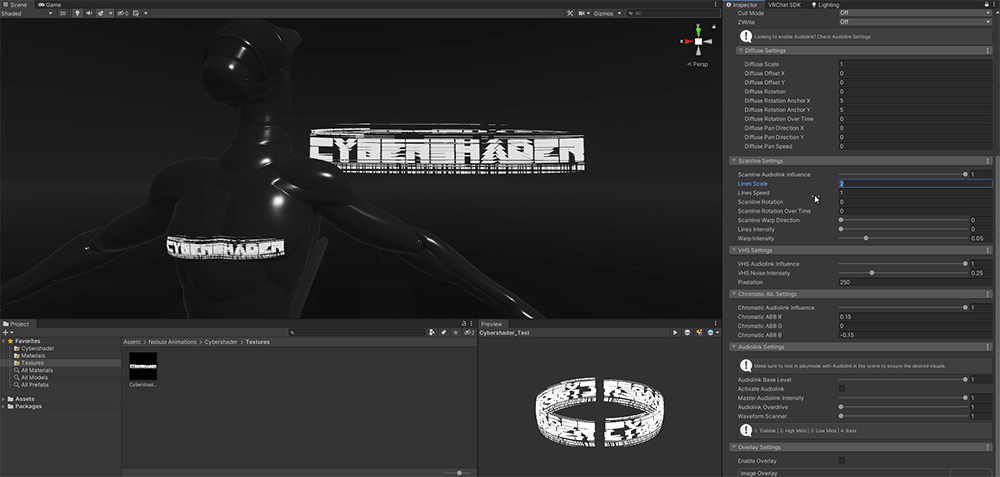 Scene Game
Shaded 2D Gizmos All
x y
< Persp
CYBERSHADER
CYBERSHADER
Project
Favorites
Cybershader
Materials
Textures
All Materials
All Models
All Prefabs
Assets
Packages
Assets > Nebula Animations > Cybershader > Textures
Cybershad...
Preview
Cybershader_Test
Inspector VRChat SDK Lighting
Cull Mode Off
ZWrite Off
Looking to enable Audiolink? Check Audiolink Settings
Diffuse Settings
Diffuse Scale 1
Diffuse Offset X 0
Diffuse Offset Y 0
Diffuse Rotation 0
Diffuse Rotation Anchor X 5
Diffuse Rotation Anchor Y 5
Diffuse Rotation Over Time 0
Diffuse Pan Direction X 0
Diffuse Pan Direction Y 0
Diffuse Pan Speed 0
Scanline Settings
Scanline Audiolink Influence 1
Lines Scale 2
Lines Speed 1
Scanline Rotation 0
Scanline Rotation Over Time 0
Scanline Warp Direction 0
Lines Intensity 0
Warp Intensity 0.05
VHS Settings
VHS Audiolink Influence 1
VHS Noise Intensety 0.25
Pixelation 250
Chromatic Ab. Settings
Chromatic Audiolink Influence 1
Chromatic ABB R 0.15
Chromatic ABB G 0
Chromatic ABB B -0.15
Audiolink Settings
Make sure to test in playmode with Audiolink in the scene to ensure the desired visuals.
Audiolink Base Level 1
Activate Audiolink
Master Audiolink Intensity 1
Audiolink Overdrive 0
Waveform Scanner 0
1: Trebble | 2: High Mids | 3: Low Mids | 4: Bass
Overlay Settings
Enable Overlay
Image Overlay